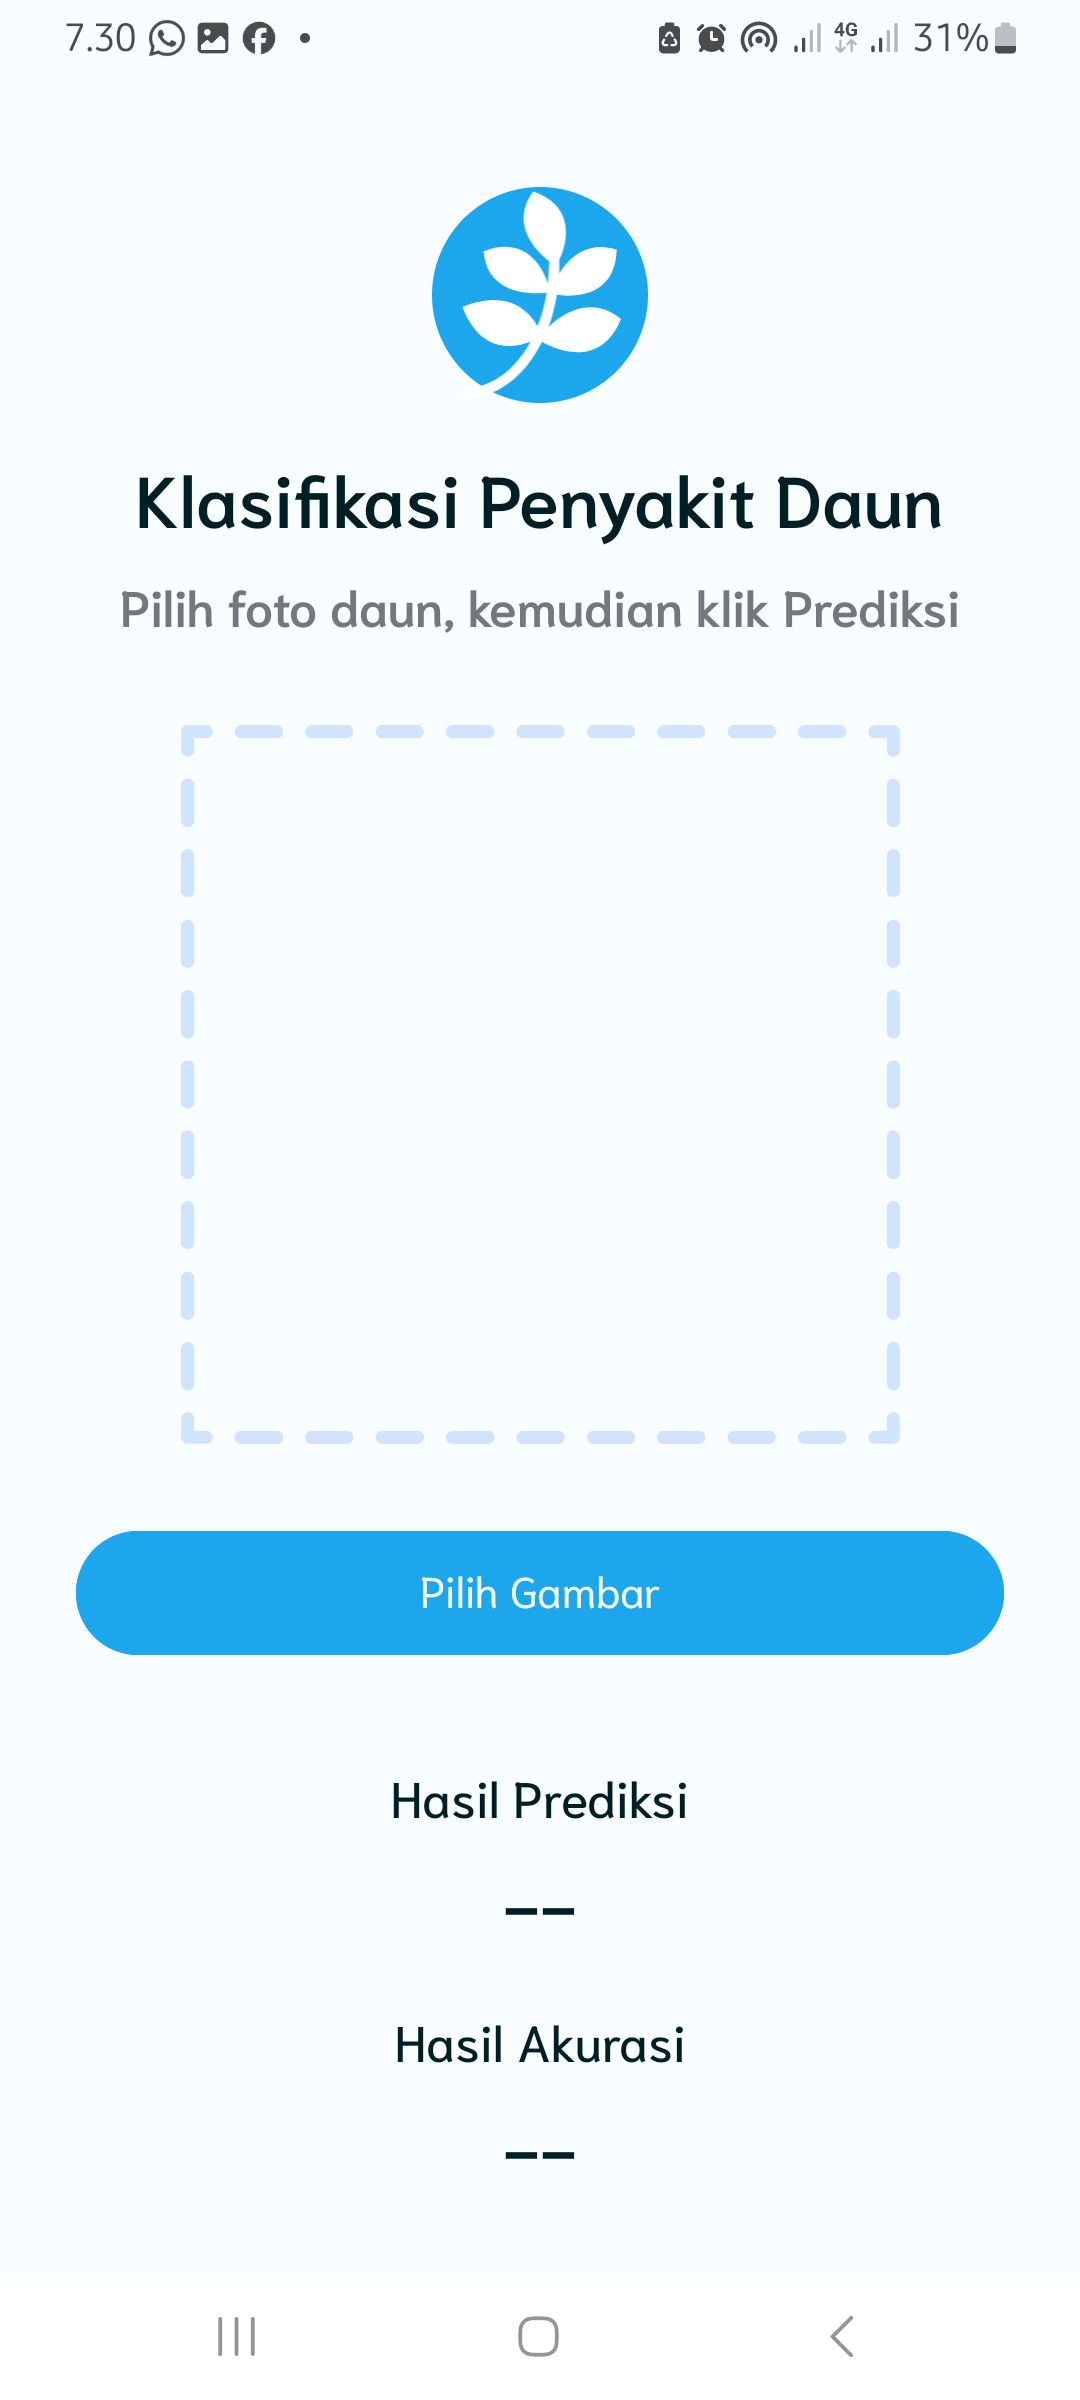 7.30 4G 31%
Klasifikasi Penyakit Daun
Pilih foto daun, kemudian klik Prediksi
Pilih Gambar
Hasil Prediksi
--
Hasil Akurasi
--